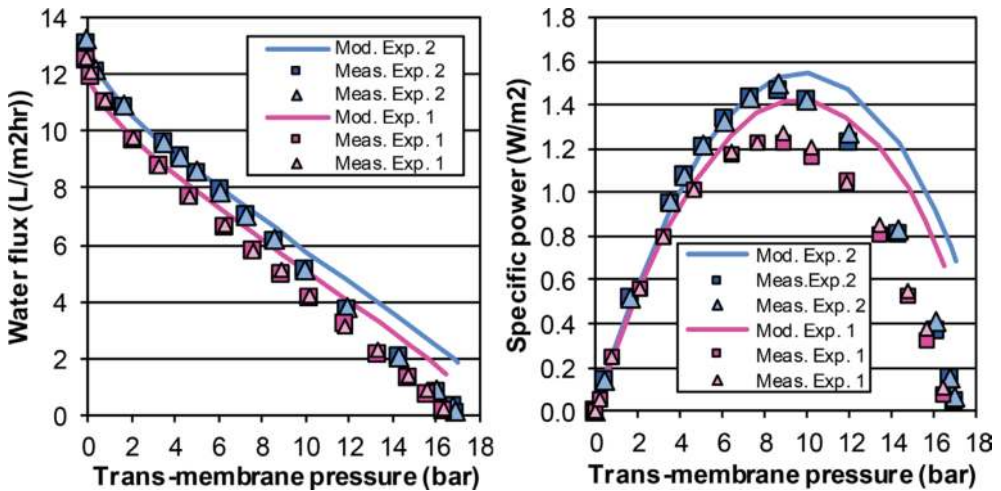 Water flux (L/(m2hr))
14
12
10
8
6
4
2
0
Mod. Exp. 2
Meas. Exp. 2
Meas. Exp. 2
Mod. Exp. 1
Meas. Exp. 1
Meas. Exp. 1
0 2 4 6 8 10 12 14 16 18
Trans-membrane pressure (bar)
Specific power (W/m2)
1.8
1.6
1.4
1.2
1.0
0.8
0.6
0.4
0.2
0.0
Mod. Exp. 2
Meas.Exp.2
Meas. Exp. 2
Mod. Exp. 1
Meas. Exp. 1
Meas. Exp. 1
0 2 4 6 8 10 12 14 16 18
Trans-membrane pressure (bar)